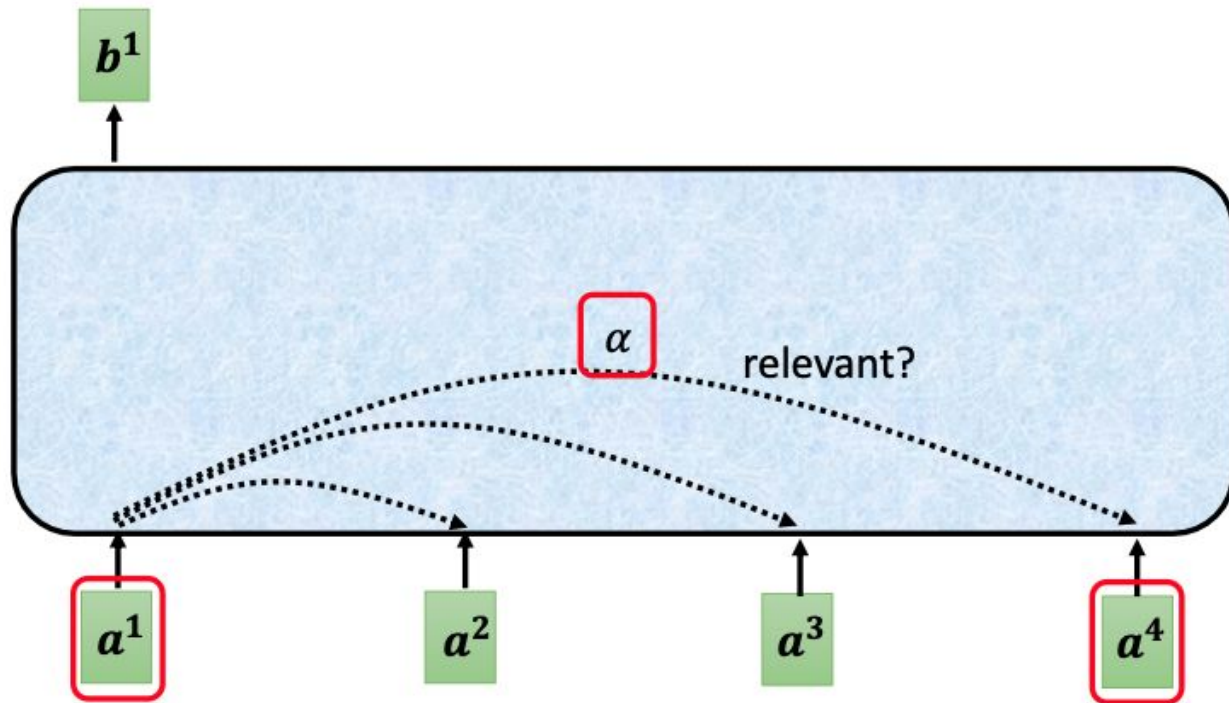 b¹
α
relevant?
a¹ a² a³ a⁴